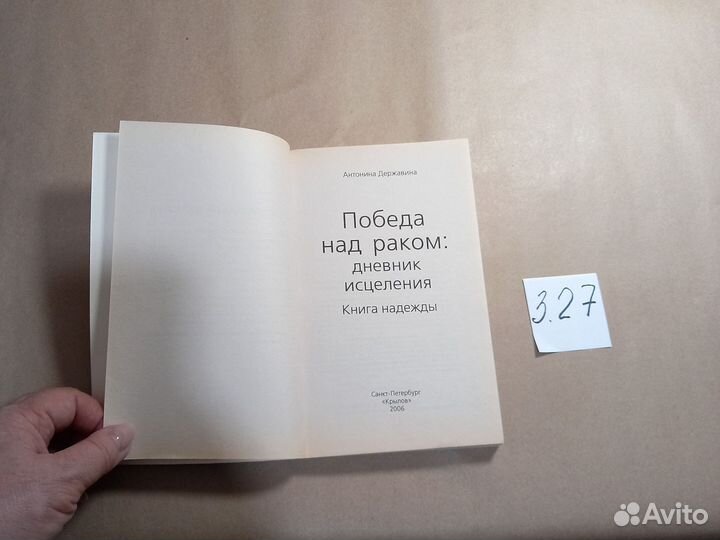 Антонина Державина
Победа
над раком:
дневник
исцеления
Книга надежды
Санкт-Петербург
«Крылов»
2006
3.27
Avito